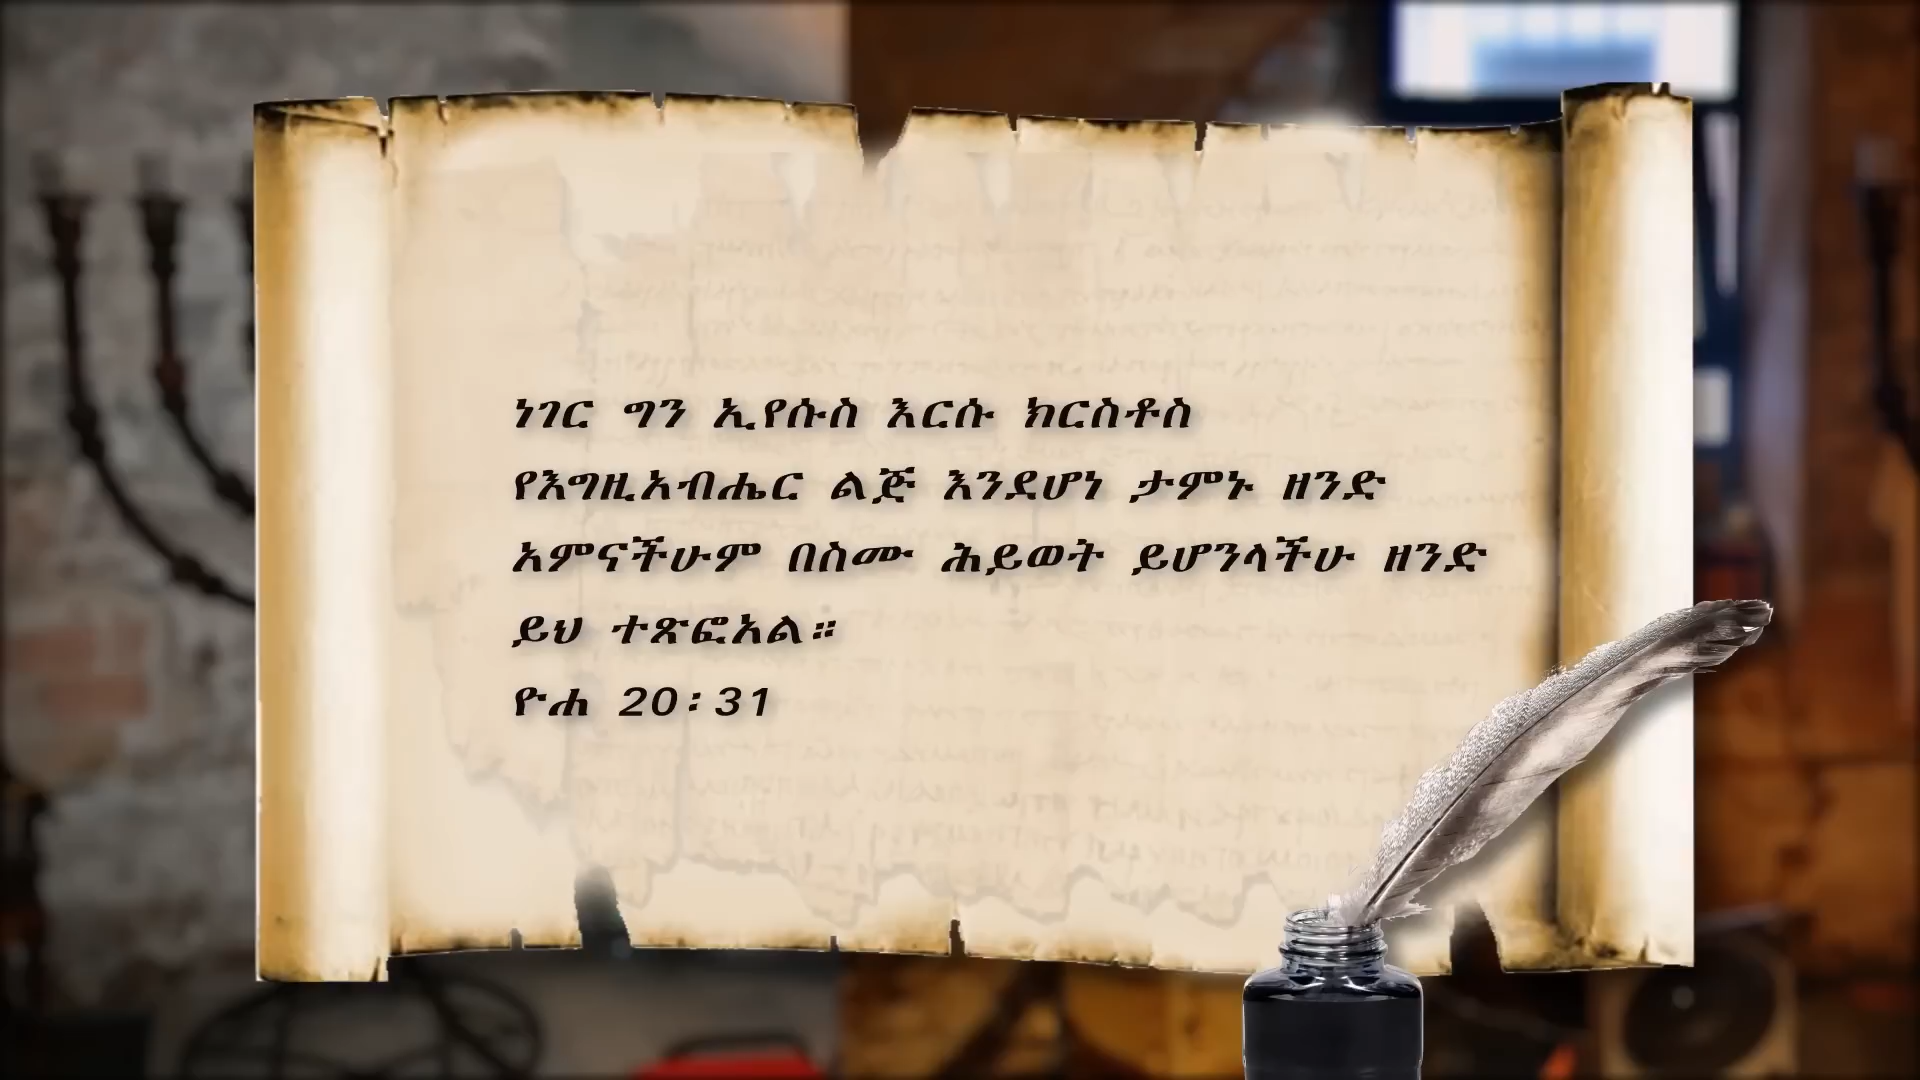 ነገር ግን ኢየሱስ እርሱ ክርስቶስ
የእግዚአብሔር ልጅ እንደሆነ ታምኑ ዘንድ
አምናችሁም በስሙ ሕይወት ይሆንላችሁ ዘንድ
ይህ ተጽፎአል።
ዮሐ 20፡31